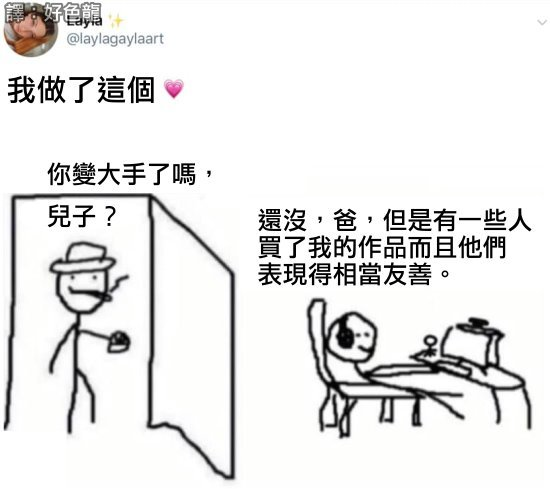 譯：好色龍
Layla ✨
@laylagaylaart
我做了這個 💗
你變大手了嗎，
兒子？
還沒，爸，但是有一些人
買了我的作品而且他們
表現得相當友善。